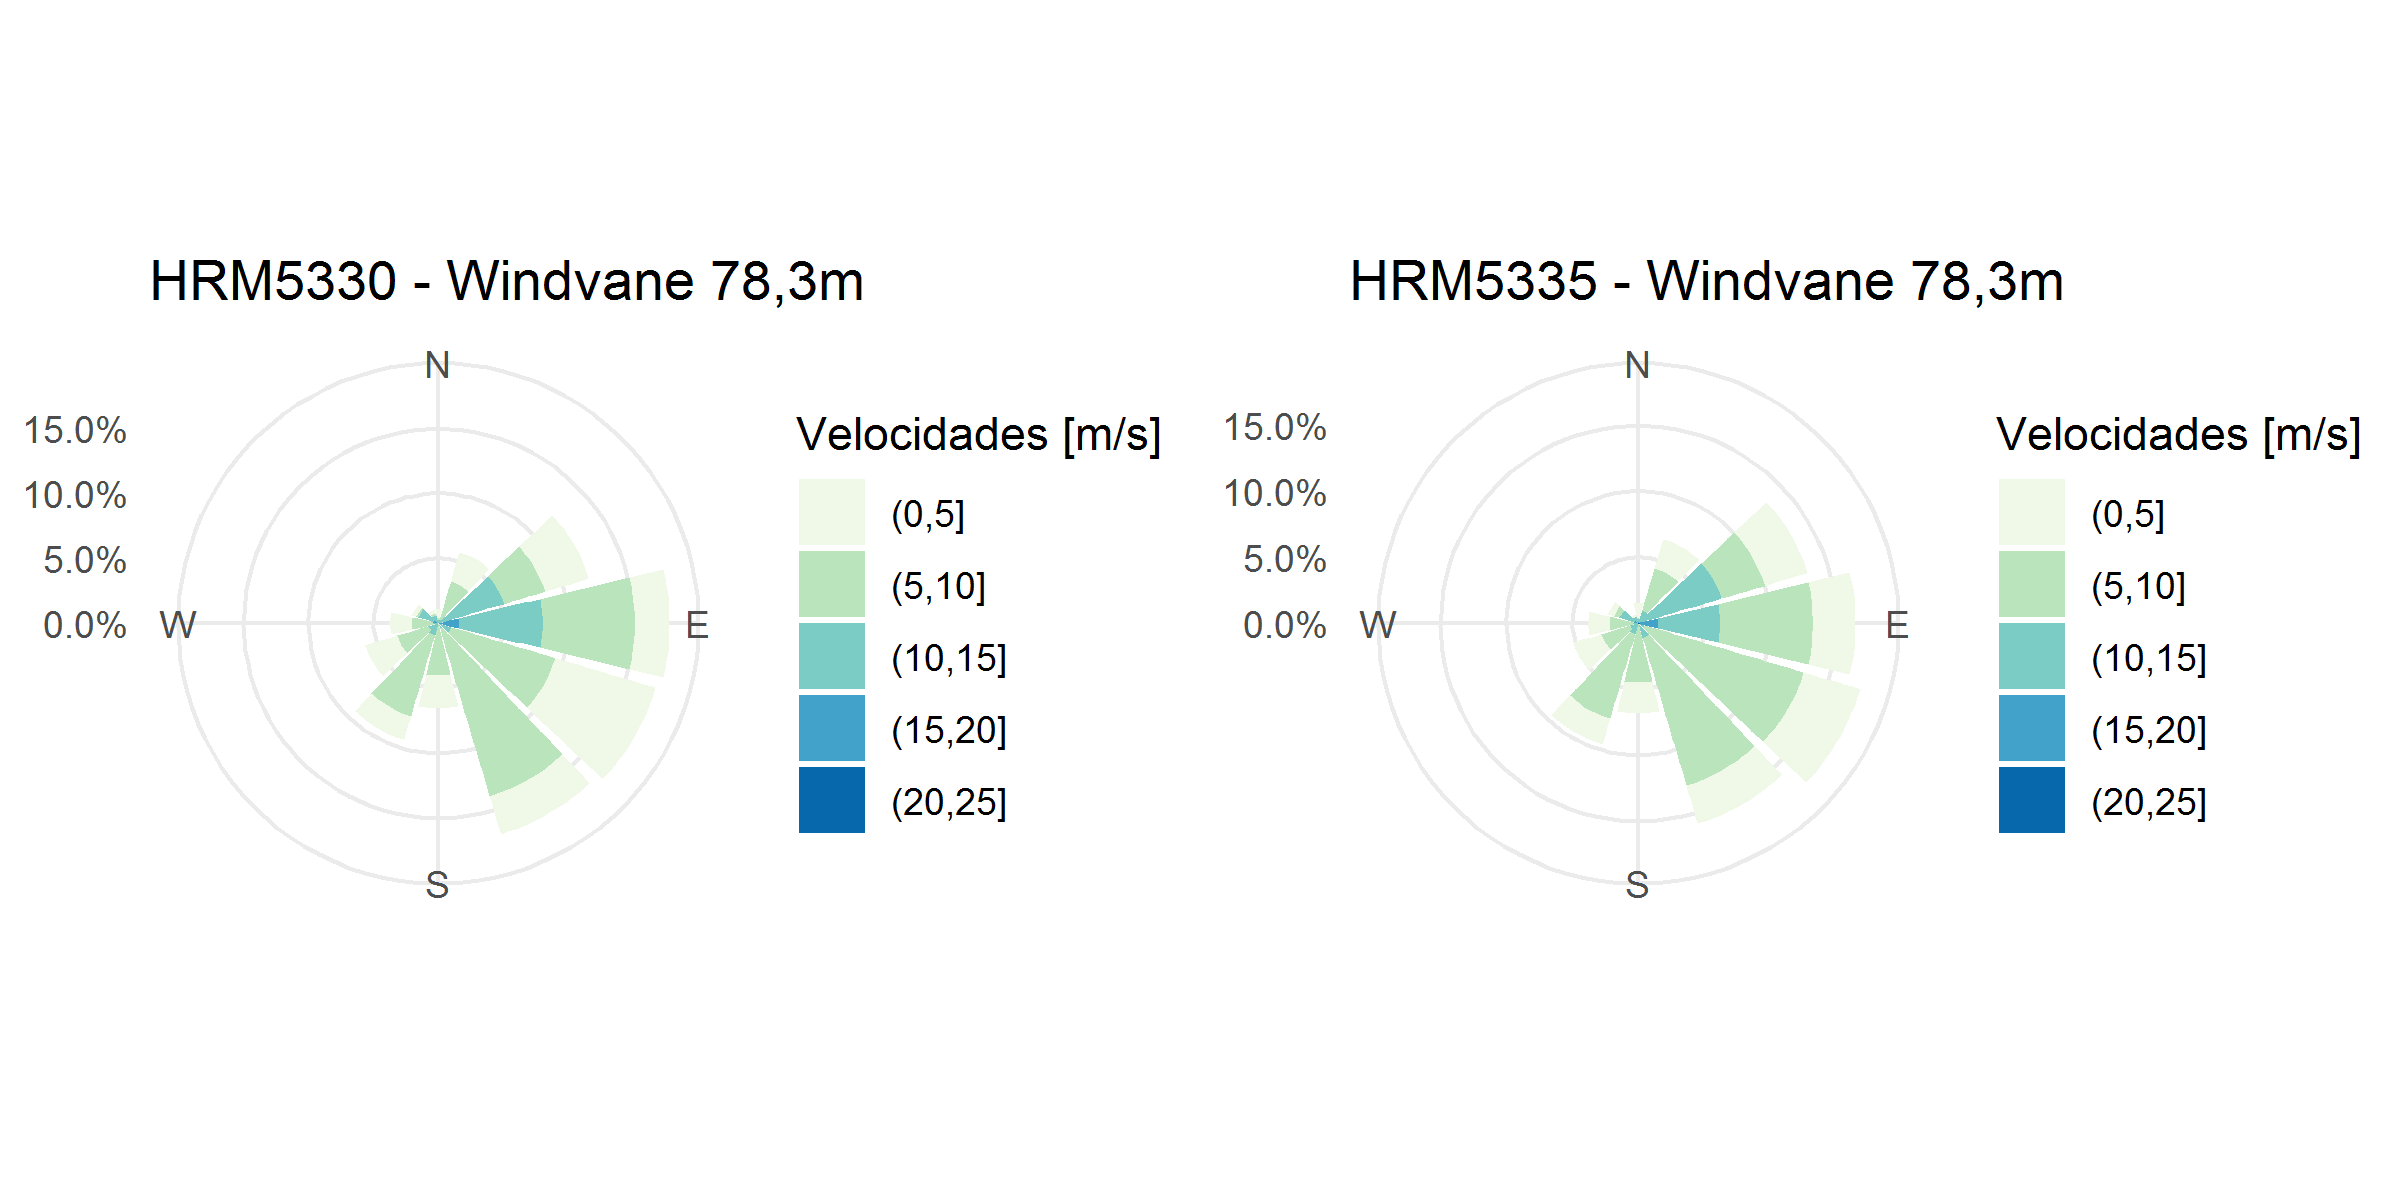 HRM5330 - Windvane 78,3m
N
15.0%
10.0%
5.0%
0.0%
W
E
S
Velocidades [m/s]
(0,5]
(5,10]
(10,15]
(15,20]
(20,25]
HRM5335 - Windvane 78,3m
N
15.0%
10.0%
5.0%
0.0%
W
E
S
Velocidades [m/s]
(0,5]
(5,10]
(10,15]
(15,20]
(20,25]